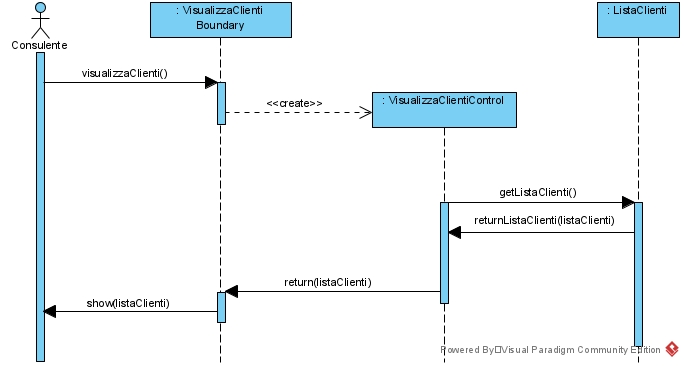 : VisualizzaClienti
Boundary
: ListaClienti
Consulente
visualizzaClienti()
<<create>>
: VisualizzaClientiControl
getListaClienti()
returnListaClienti(listaClienti)
return(listaClienti)
show(listaClienti)
Powered By□Visual Paradigm Community Edition